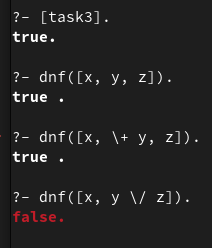 ?- [task3].
true.
?- dnf([x, y, z]).
true .
?- dnf([x, \+ y, z]).
true .
?- dnf([x, y \/ z]).
false.